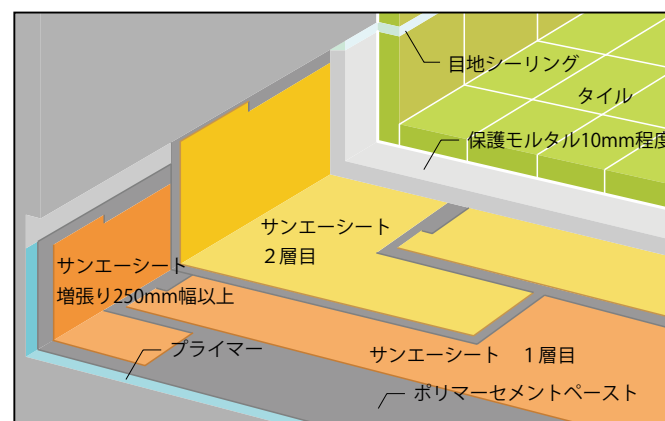 目地シーリング
タイル
保護モルタル10mm程度
サンエーシート
２層目
サンエーシート
増張り250mm幅以上
プライマー
サンエーシート　１層目
ポリマーセメントペースト